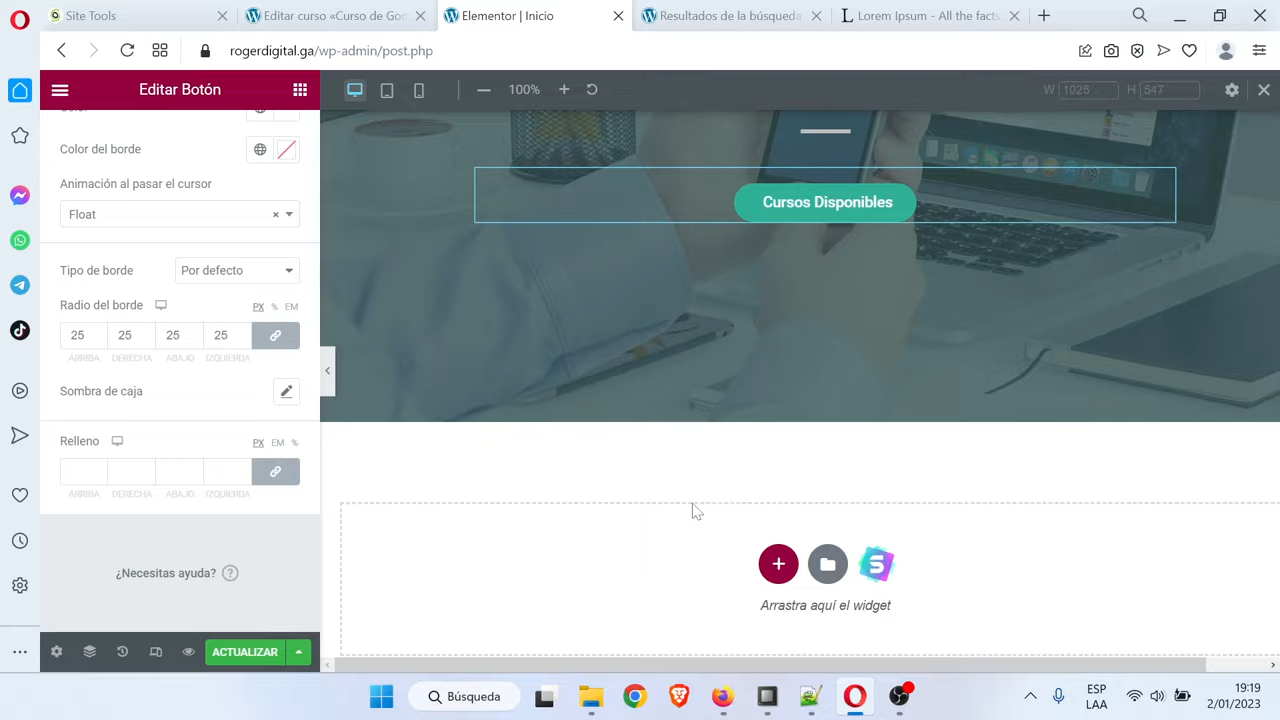 Site Tools
Editar curso «Curso de Goo
Elementor | Inicio
Resultados de la búsqueda
Lorem Ipsum - All the facts
rogerdigital.ga/wp-admin/post.php
Editar Botón
100%
W 1025
H 547
Color del borde
Animación al pasar el cursor
Float
Tipo de borde
Por defecto
Radio del borde
PX % EM
25 25 25 25
ARRIBA DERECHA ABAJO IZQUIERDA
Sombra de caja
Relleno
PX EM %
ARRIBA DERECHA ABAJO IZQUIERDA
¿Necesitas ayuda?
ACTUALIZAR
Cursos Disponibles
Arrastra aquí el widget
Búsqueda
ESP
LAA
19:19
2/01/2023